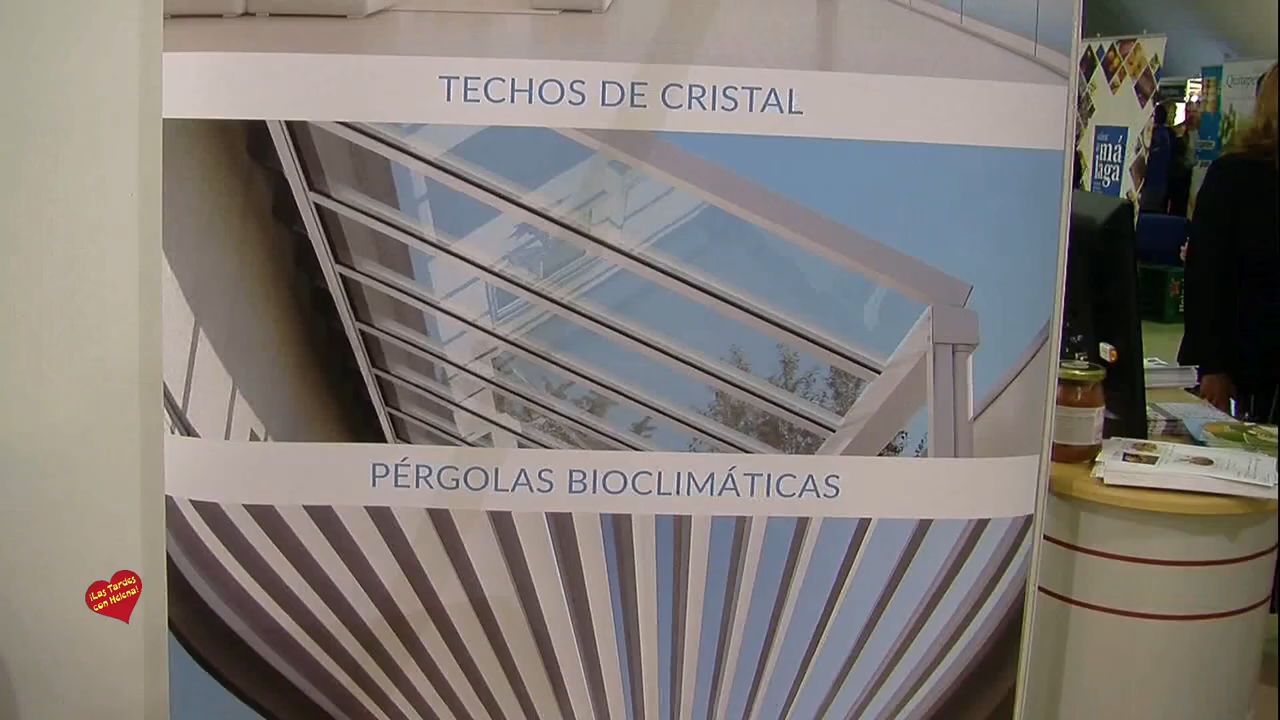 TECHOS DE CRISTAL
PÉRGOLAS BIOCLIMÁTICAS
má
laga
¡Las Tardes
con Helena!